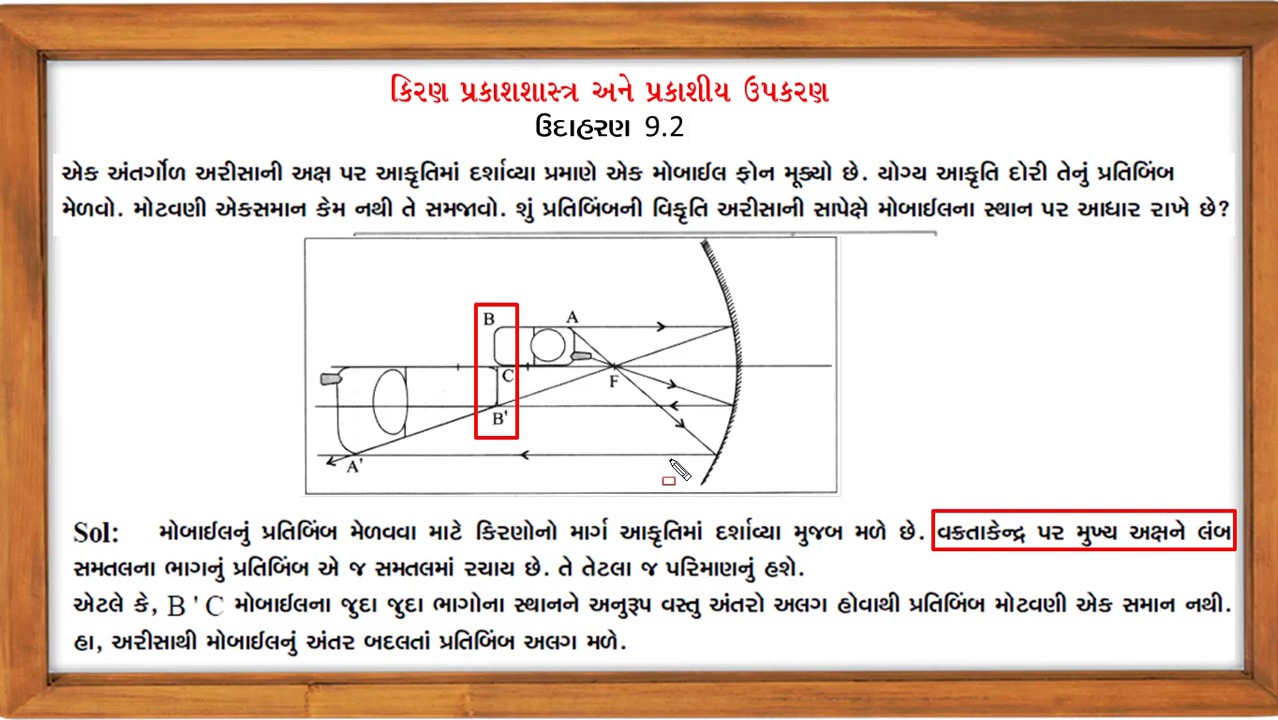 કિરણ પ્રકાશશાસ્ત્ર અને પ્રકાશીય ઉપકરણ
ઉદાહરણ 9.2
એક અંતર્ગોળ અરીસાની અક્ષ પર આકૃતિમાં દર્શાવ્યા પ્રમાણે એક મોબાઈલ ફોન મૂક્યો છે. યોગ્ય આકૃતિ દોરી તેનું પ્રતિબિંબ
મેળવો. મોટવણી એકસમાન કેમ નથી તે સમજાવો. શું પ્રતિબિંબની વિકૃતિ અરીસાની સાપેક્ષે મોબાઈલના સ્થાન પર આધાર રાખે છે?
B A
C F
B'
A'
Sol: મોબાઈલનું પ્રતિબિંબ મેળવવા માટે કિરણોનો માર્ગ આકૃતિમાં દર્શાવ્યા મુજબ મળે છે. વક્રતાકેન્દ્ર પર મુખ્ય અક્ષને લંબ
સમતલના ભાગનું પ્રતિબિંબ એ જ સમતલમાં રચાય છે. તે તેટલા જ પરિમાણનું હશે.
એટલે કે, B ' C મોબાઈલના જુદા જુદા ભાગોના સ્થાનને અનુરૂપ વસ્તુ અંતરો અલગ હોવાથી પ્રતિબિંબ મોટવણી એક સમાન નથી.
હા, અરીસાથી મોબાઈલનું અંતર બદલતાં પ્રતિબિંબ અલગ મળે.